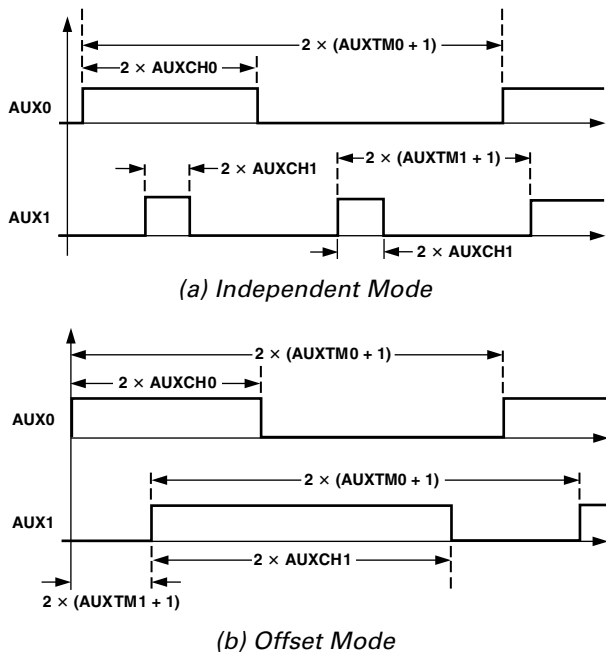 2 × (AUXTM0 + 1)
2 × AUXCH0
AUX0
2 × AUXCH1
2 × (AUXTM1 + 1)
AUX1
2 × AUXCH1
(a) Independent Mode
2 × (AUXTM0 + 1)
2 × AUXCH0
AUX0
2 × (AUXTM0 + 1)
AUX1
2 × AUXCH1
2 × (AUXTM1 + 1)
(b) Offset Mode